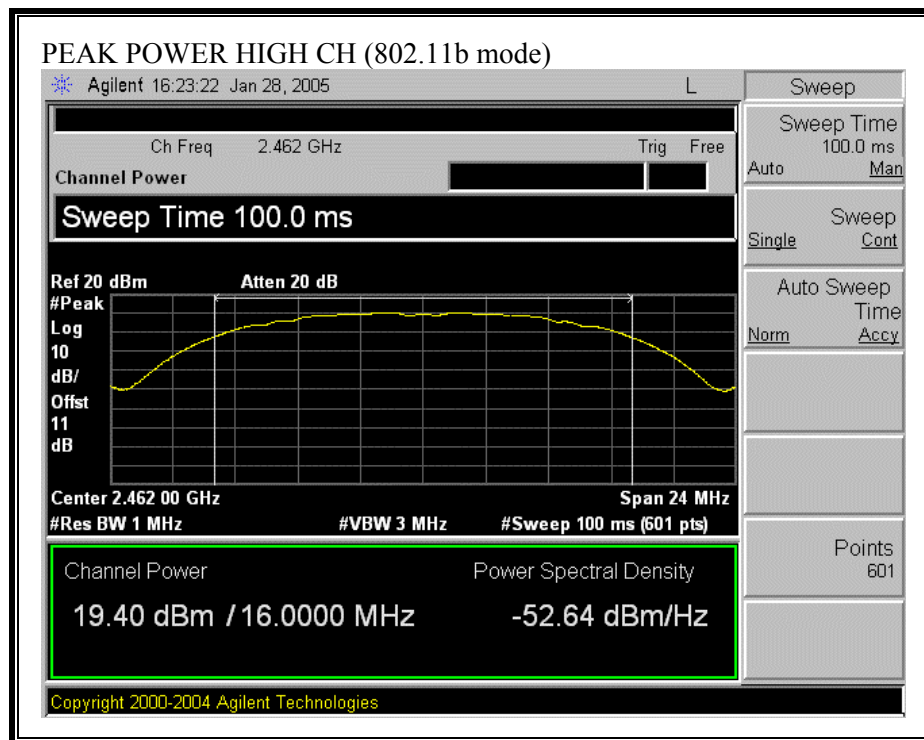 PEAK POWER HIGH CH (802.11b mode)
Agilent 16:23:22 Jan 28, 2005 L
Sweep
Ch Freq 2.462 GHz Trig Free
Channel Power
Sweep Time 100.0 ms
Ref 20 dBm Atten 20 dB
#Peak
Log
10
dB/
Offst
11
dB
Center 2.462 00 GHz Span 24 MHz
#Res BW 1 MHz #VBW 3 MHz #Sweep 100 ms (601 pts)
Channel Power Power Spectral Density
19.40 dBm / 16.0000 MHz -52.64 dBm/Hz
Copyright 2000-2004 Agilent Technologies
Sweep Time
100.0 ms
Auto Man
Sweep
Single Cont
Auto Sweep
Time
Norm Accy
Points
601